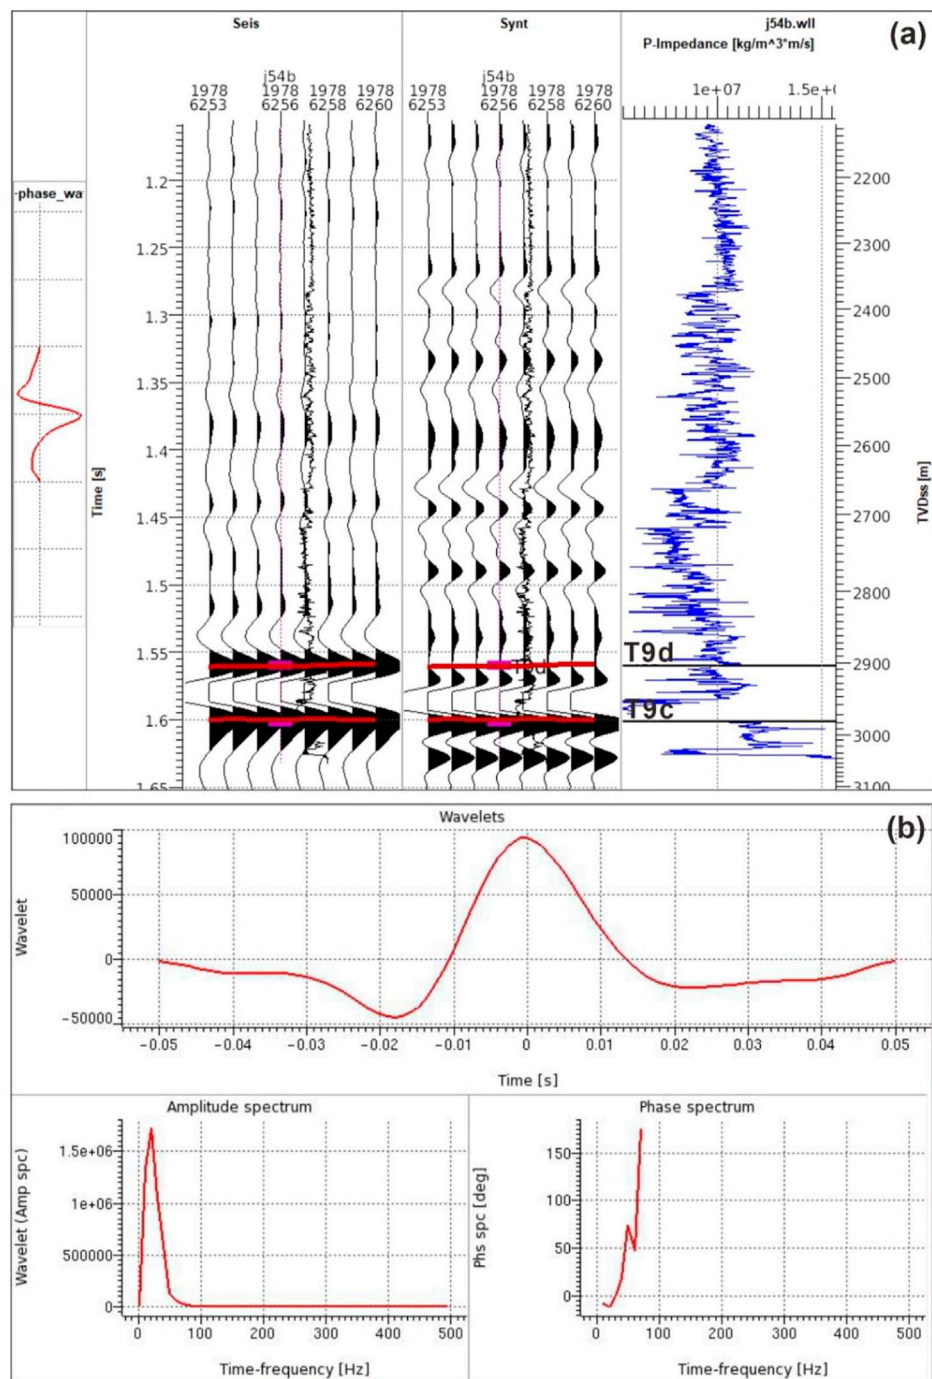 Seis Synt j54b.wll (a)
P-Impedance [kg/m^3*m/s]
j54b j54b
1978 1978 1978 1978 1978 1978 1978 1978 1e+07 1.5e+
6253 6256 6258 6260 6253 6256 6258 6260
-phase_wa
1.2 2200
1.25 2300
1.3 2400
1.35 2500
1.4 2600
Time [s] TVDss [m]
1.45 2700
1.5 2800
1.55 T9d 2900
1.6 T9c 3000
1.65 3100
Wavelets (b)
100000
50000
0
-50000
Wavelet
-0.05 -0.04 -0.03 -0.02 -0.01 0 0.01 0.02 0.03 0.04 0.05
Time [s]
Amplitude spectrum Phase spectrum
1.5e+06 150
1e+06 100
500000 50
0 0
Wavelet (Amp spc) Phs spc [deg]
0 100 200 300 400 500 0 100 200 300 400 500
Time-frequency [Hz] Time-frequency [Hz]